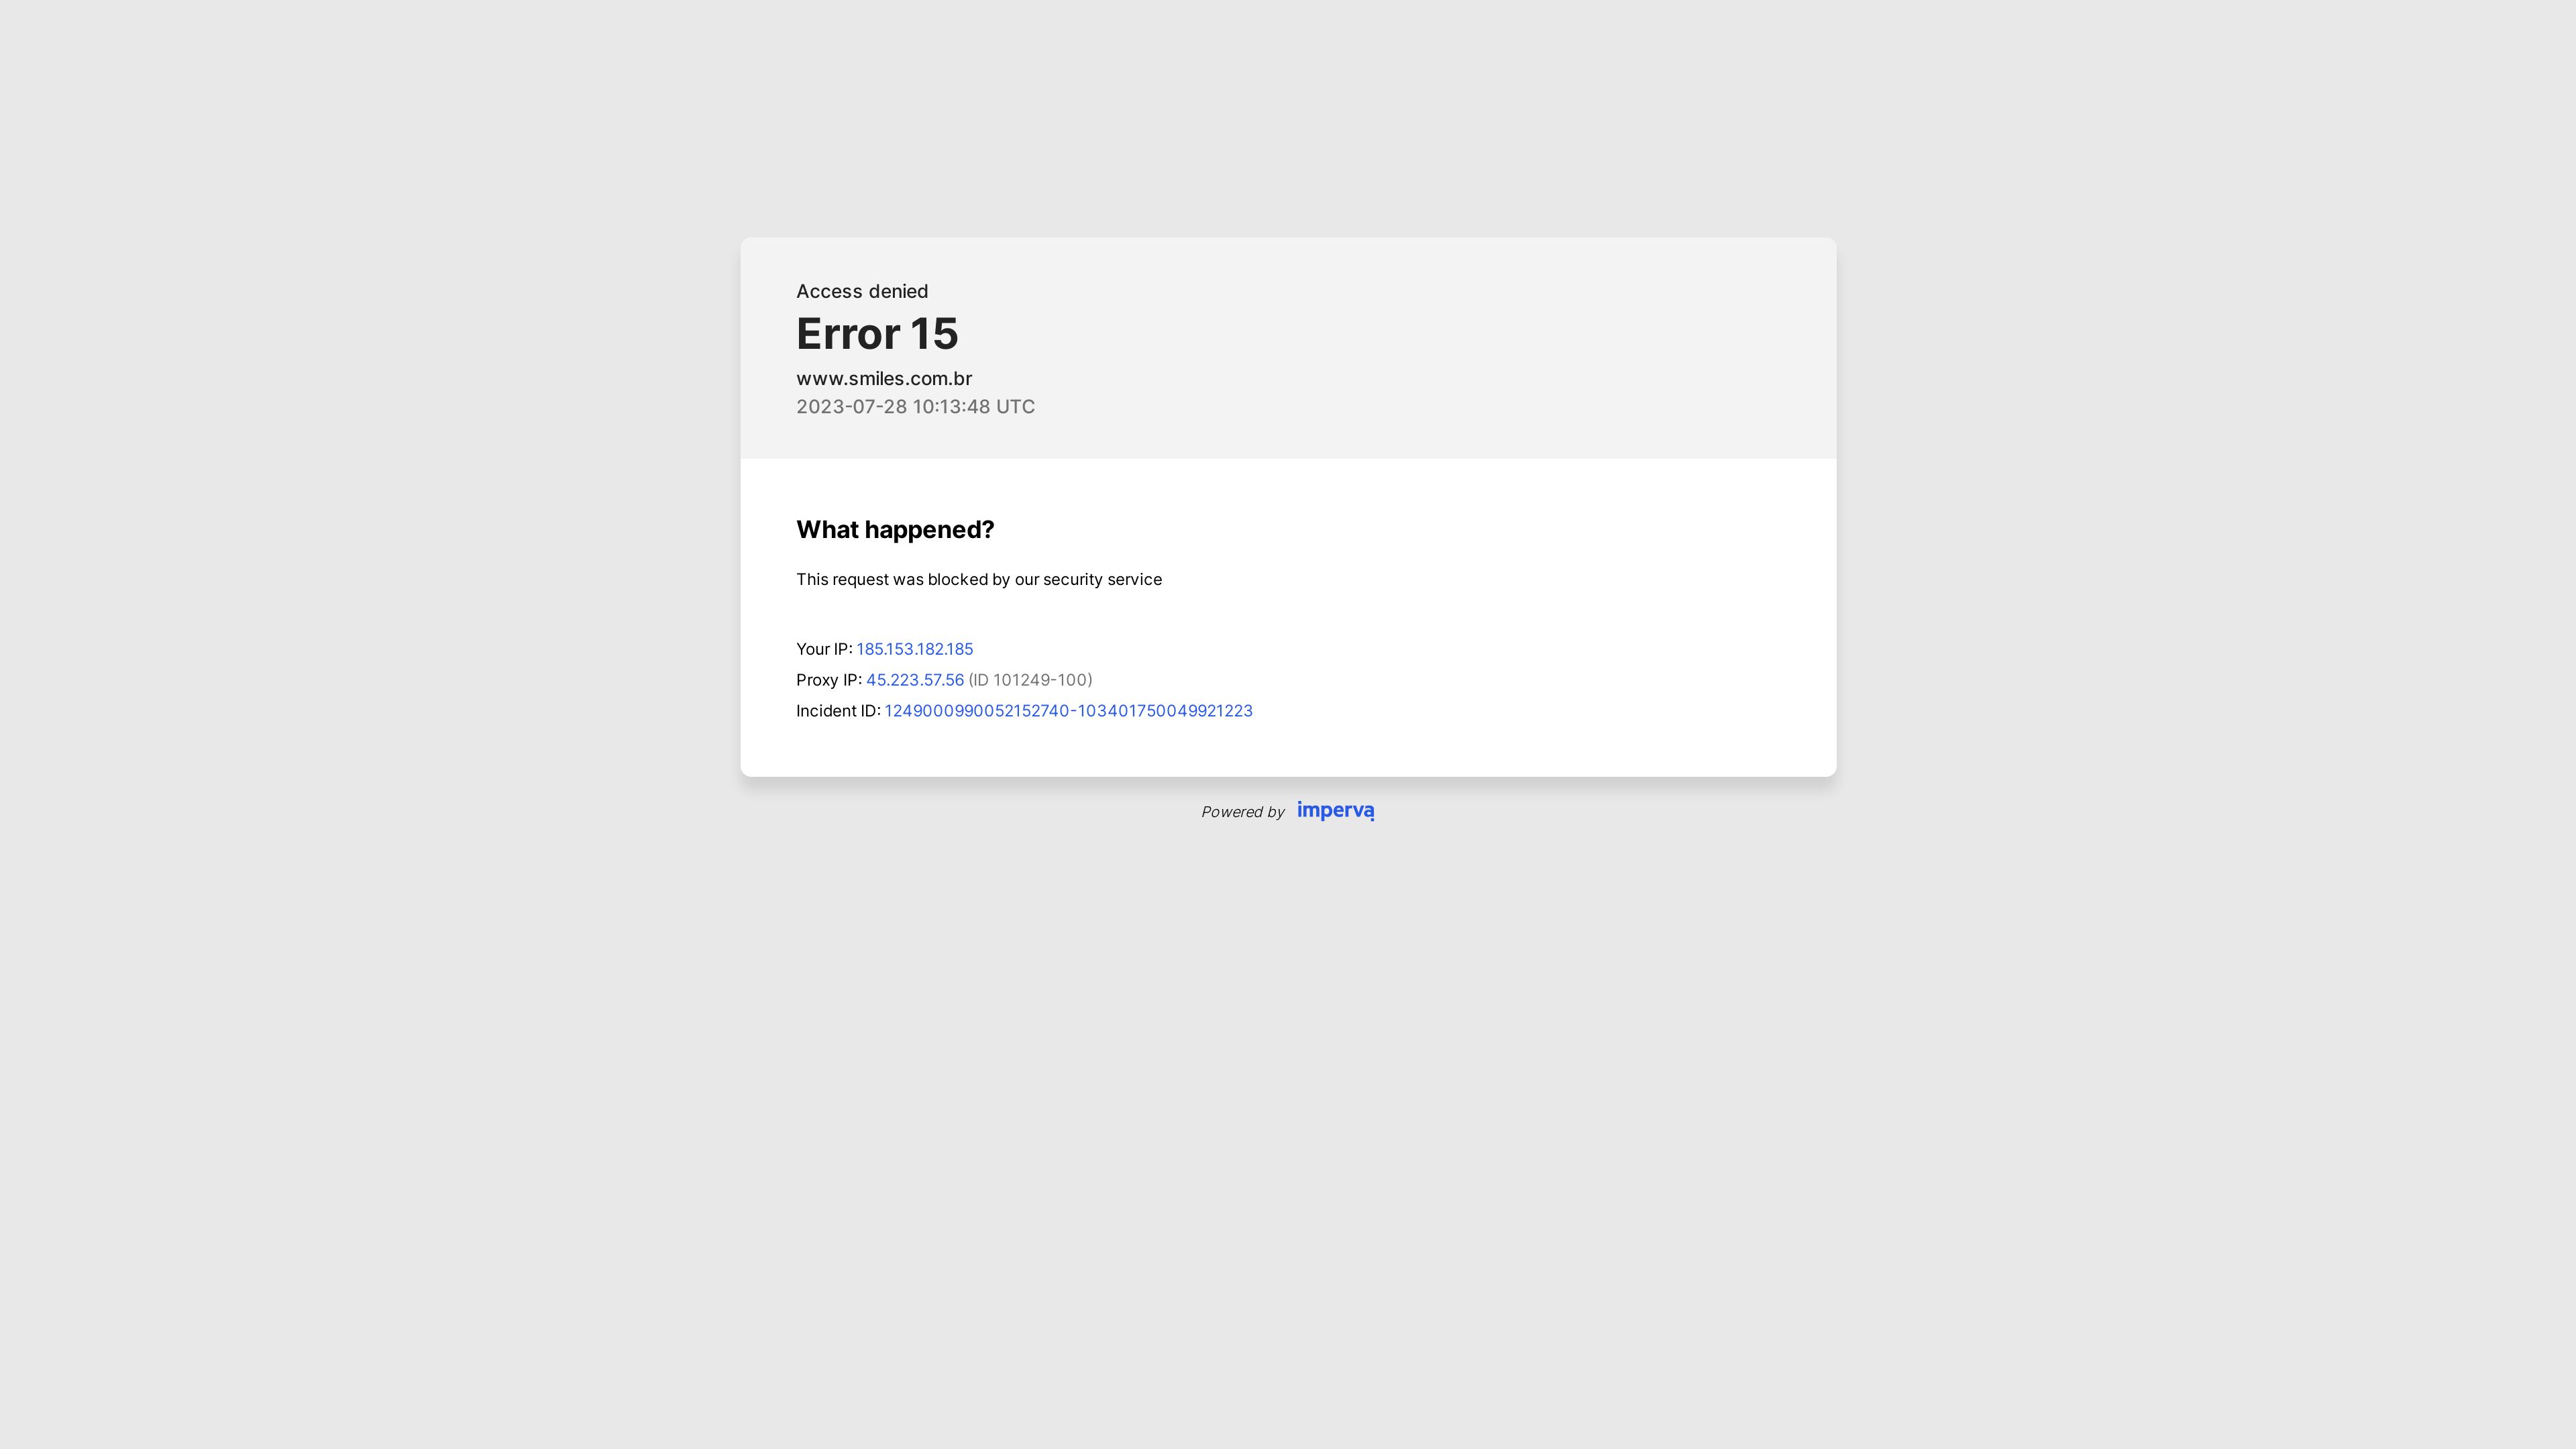 Access denied
Error 15
www.smiles.com.br
2023-07-28 10:13:48 UTC
What happened?
This request was blocked by our security service
Your IP: 185.153.182.185
Proxy IP: 45.223.57.56 (ID 101249-100)
Incident ID: 1249000990052152740-103401750049921223
Powered by imperva